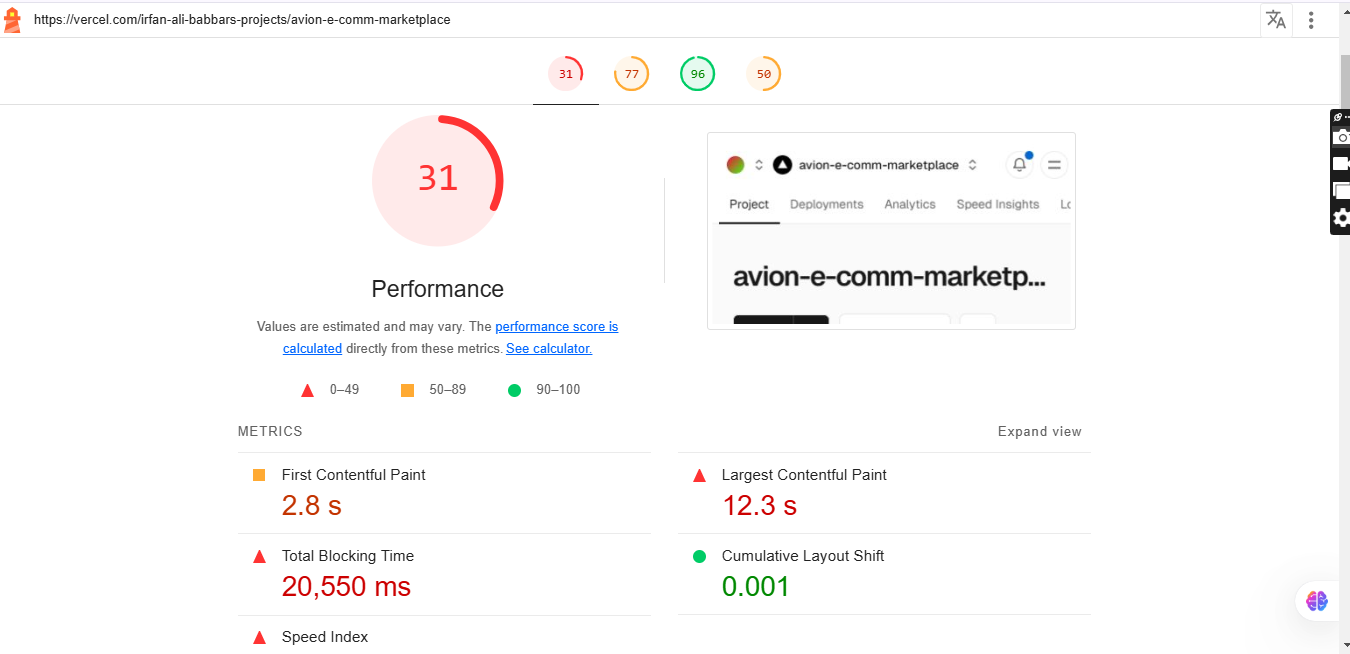 https://vercel.com/irfan-ali-babbars-projects/avion-e-comm-marketplace
31 77 96 50
31
Performance
Values are estimated and may vary. The performance score is
calculated directly from these metrics. See calculator.
0–49 50–89 90–100
avion-e-comm-marketplace
Project Deployments Analytics Speed Insights Lo
avion-e-comm-marketp...
METRICS
Expand view
First Contentful Paint
2.8 s
Largest Contentful Paint
12.3 s
Total Blocking Time
20,550 ms
Cumulative Layout Shift
0.001
Speed Index